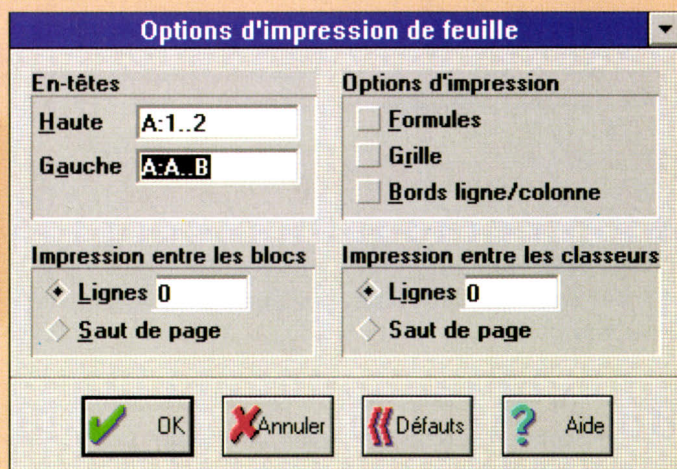 Options d'impression de feuille
En-têtes
Haute A:1..2
Gauche A:A..B
Options d'impression
Formules
Grille
Bords ligne/colonne
Impression entre les blocs
Lignes 0
Saut de page
Impression entre les classeurs
Lignes 0
Saut de page
OK Annuler Défauts Aide